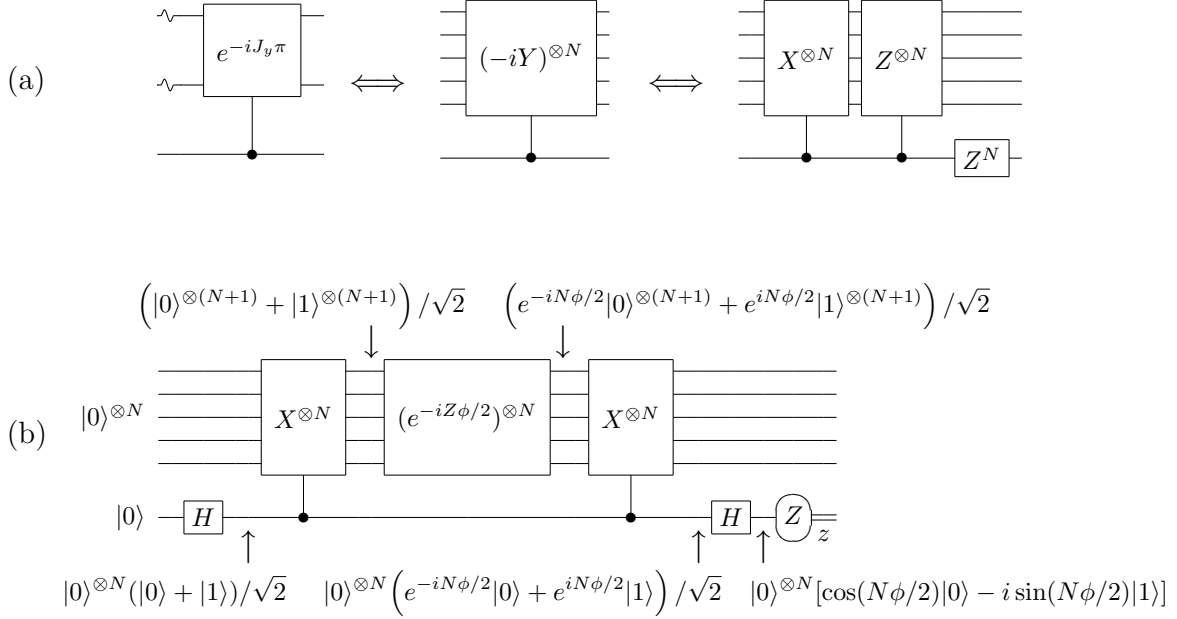 (a)
e^{-iJ_yπ} ⟺ (-iY)^{⊗N} ⟺ X^{⊗N} Z^{⊗N}
Z^N
(b)
(|0⟩^{⊗(N+1)} + |1⟩^{⊗(N+1)})/√2 (e^{-iNϕ/2}|0⟩^{⊗(N+1)} + e^{iNϕ/2}|1⟩^{⊗(N+1)})/√2
|0⟩^{⊗N} X^{⊗N} (e^{-iZϕ/2})^{⊗N} X^{⊗N}
|0⟩ H H Z z
|0⟩^{⊗N}(|0⟩ + |1⟩)/√2 |0⟩^{⊗N}(e^{-iNϕ/2}|0⟩ + e^{iNϕ/2}|1⟩)/√2 |0⟩^{⊗N}[cos(Nϕ/2)|0⟩ − i sin(Nϕ/2)|1⟩]